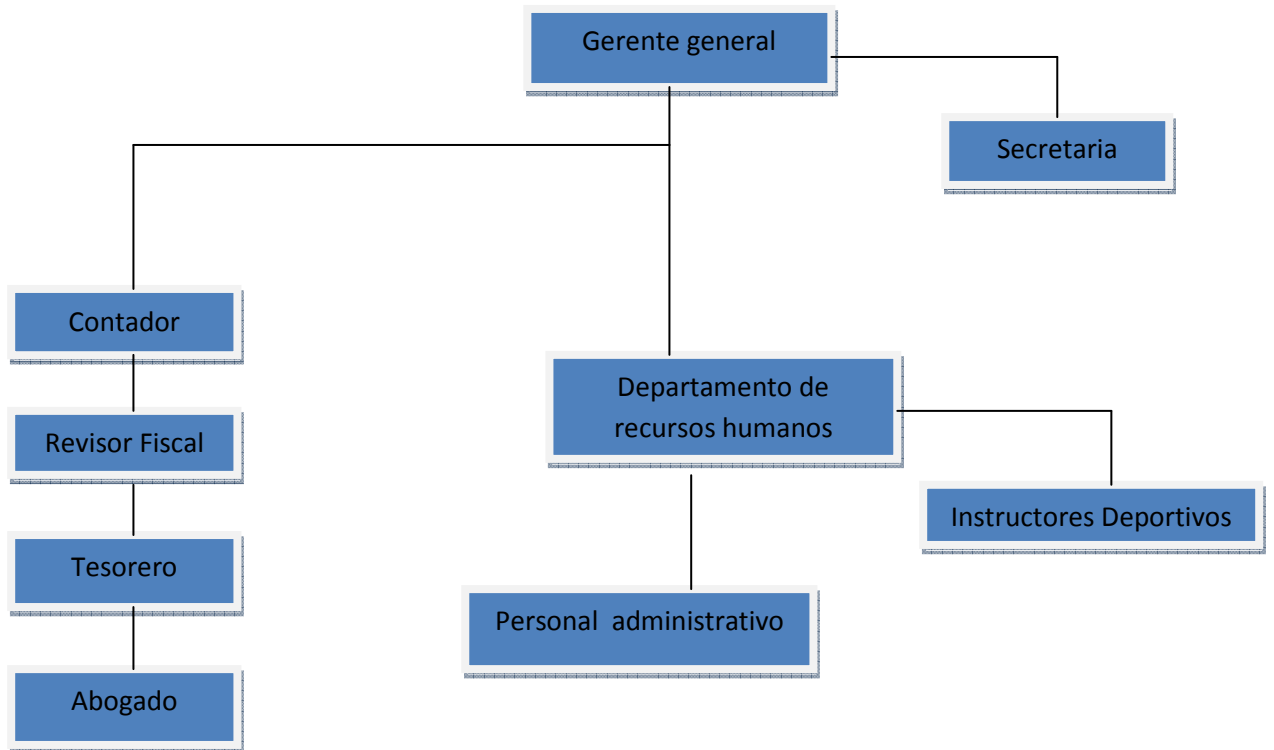 Gerente general
Secretaria
Contador
Departamento de
recursos humanos
Revisor Fiscal
Instructores Deportivos
Tesorero
Personal  administrativo
Abogado